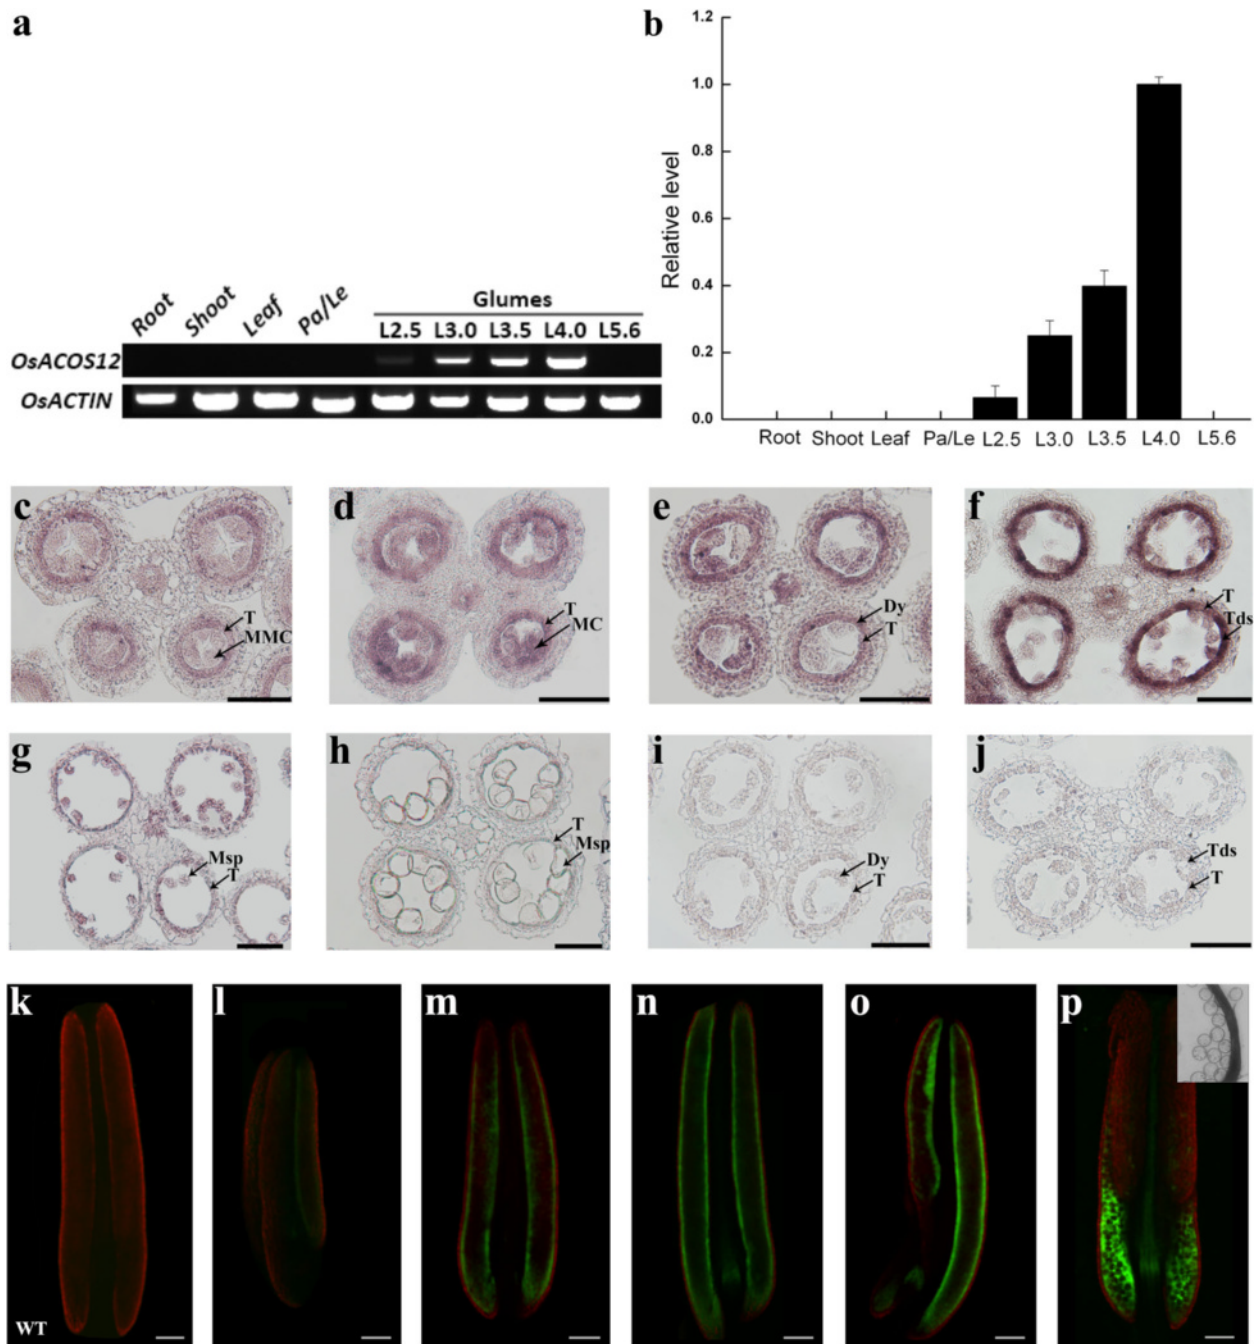 a
Root Shoot Leaf Pa/Le
Glumes
L2.5 L3.0 L3.5 L4.0 L5.6
OsACOS12
OsACTIN
b
Relative level
1.2
1.0
0.8
0.6
0.4
0.2
0.0
Root Shoot Leaf Pa/Le L2.5 L3.0 L3.5 L4.0 L5.6
c
T
MMC
d
T
MC
e
Dy
T
f
T
Tds
g
Msp
T
h
T
Msp
i
Dy
T
j
Tds
T
k
WT
l
m
n
o
p